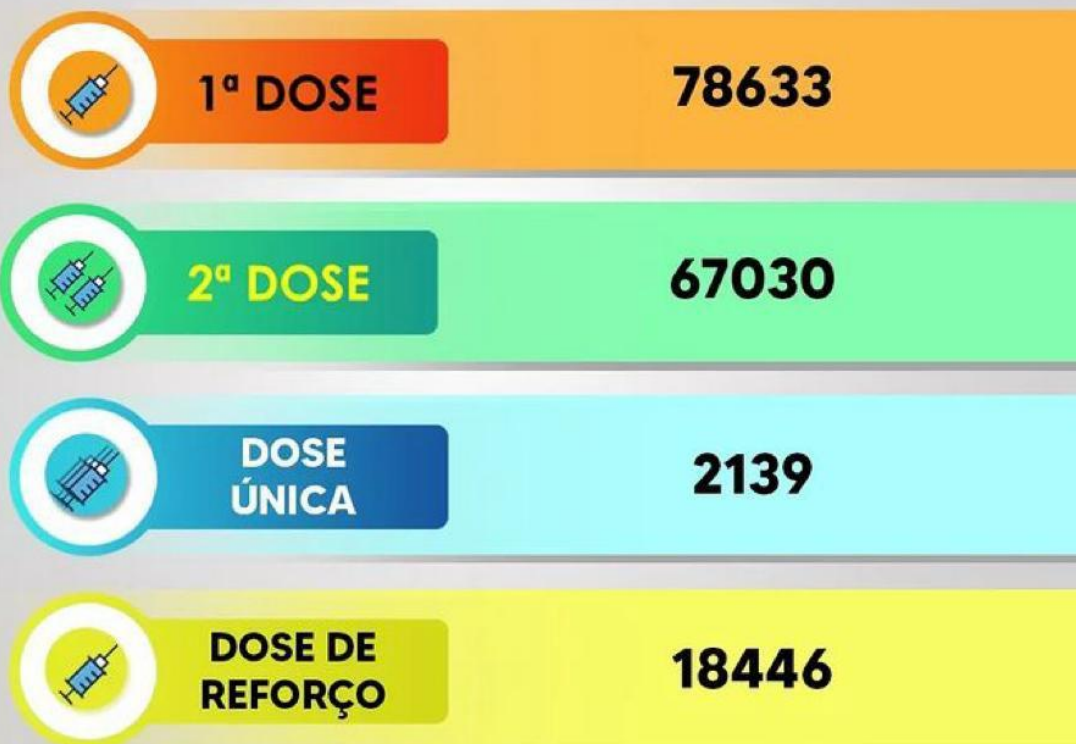 1ª DOSE
78633
2ª DOSE
67030
DOSE
ÚNICA
2139
DOSE DE
REFORÇO
18446